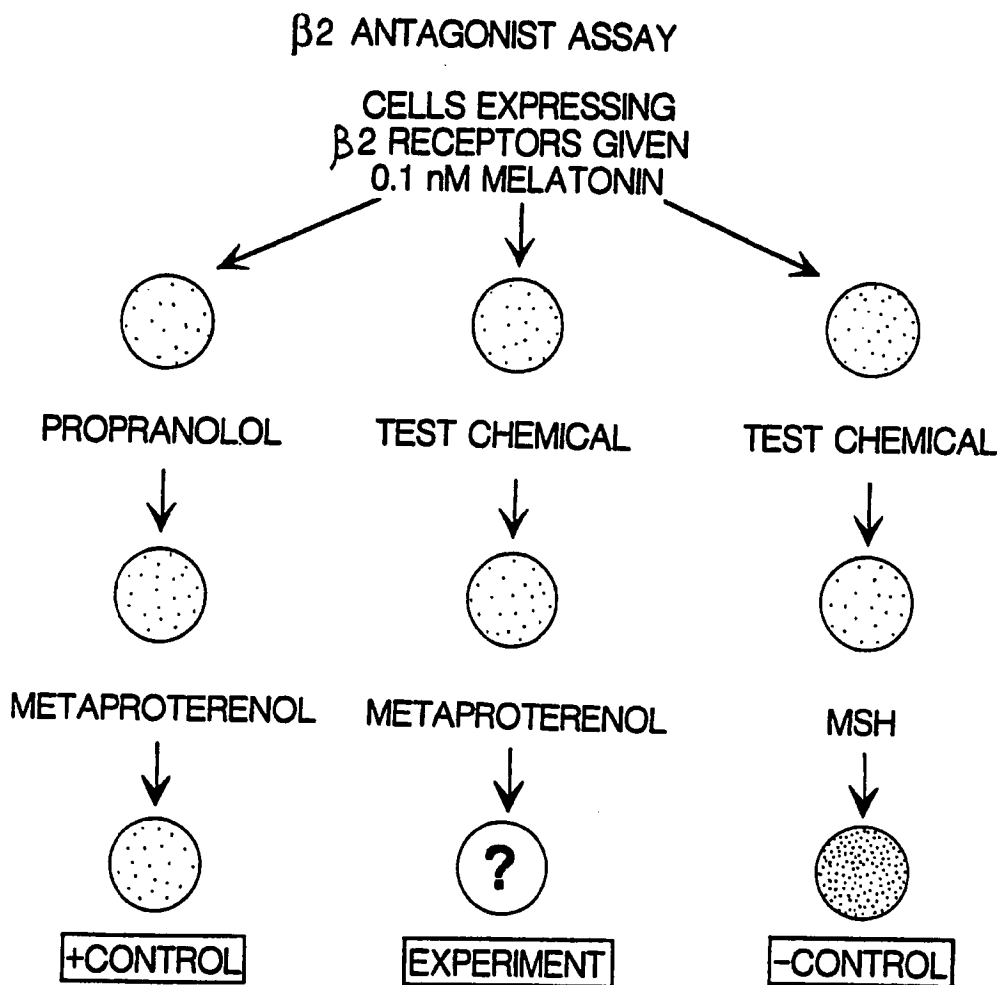 β2 ANTAGONIST ASSAY
CELLS EXPRESSING
β2 RECEPTORS GIVEN
0.1 nM MELATONIN
PROPRANOLOL
TEST CHEMICAL
TEST CHEMICAL
METAPROTERENOL
METAPROTERENOL
MSH
?
+CONTROL
EXPERIMENT
-CONTROL